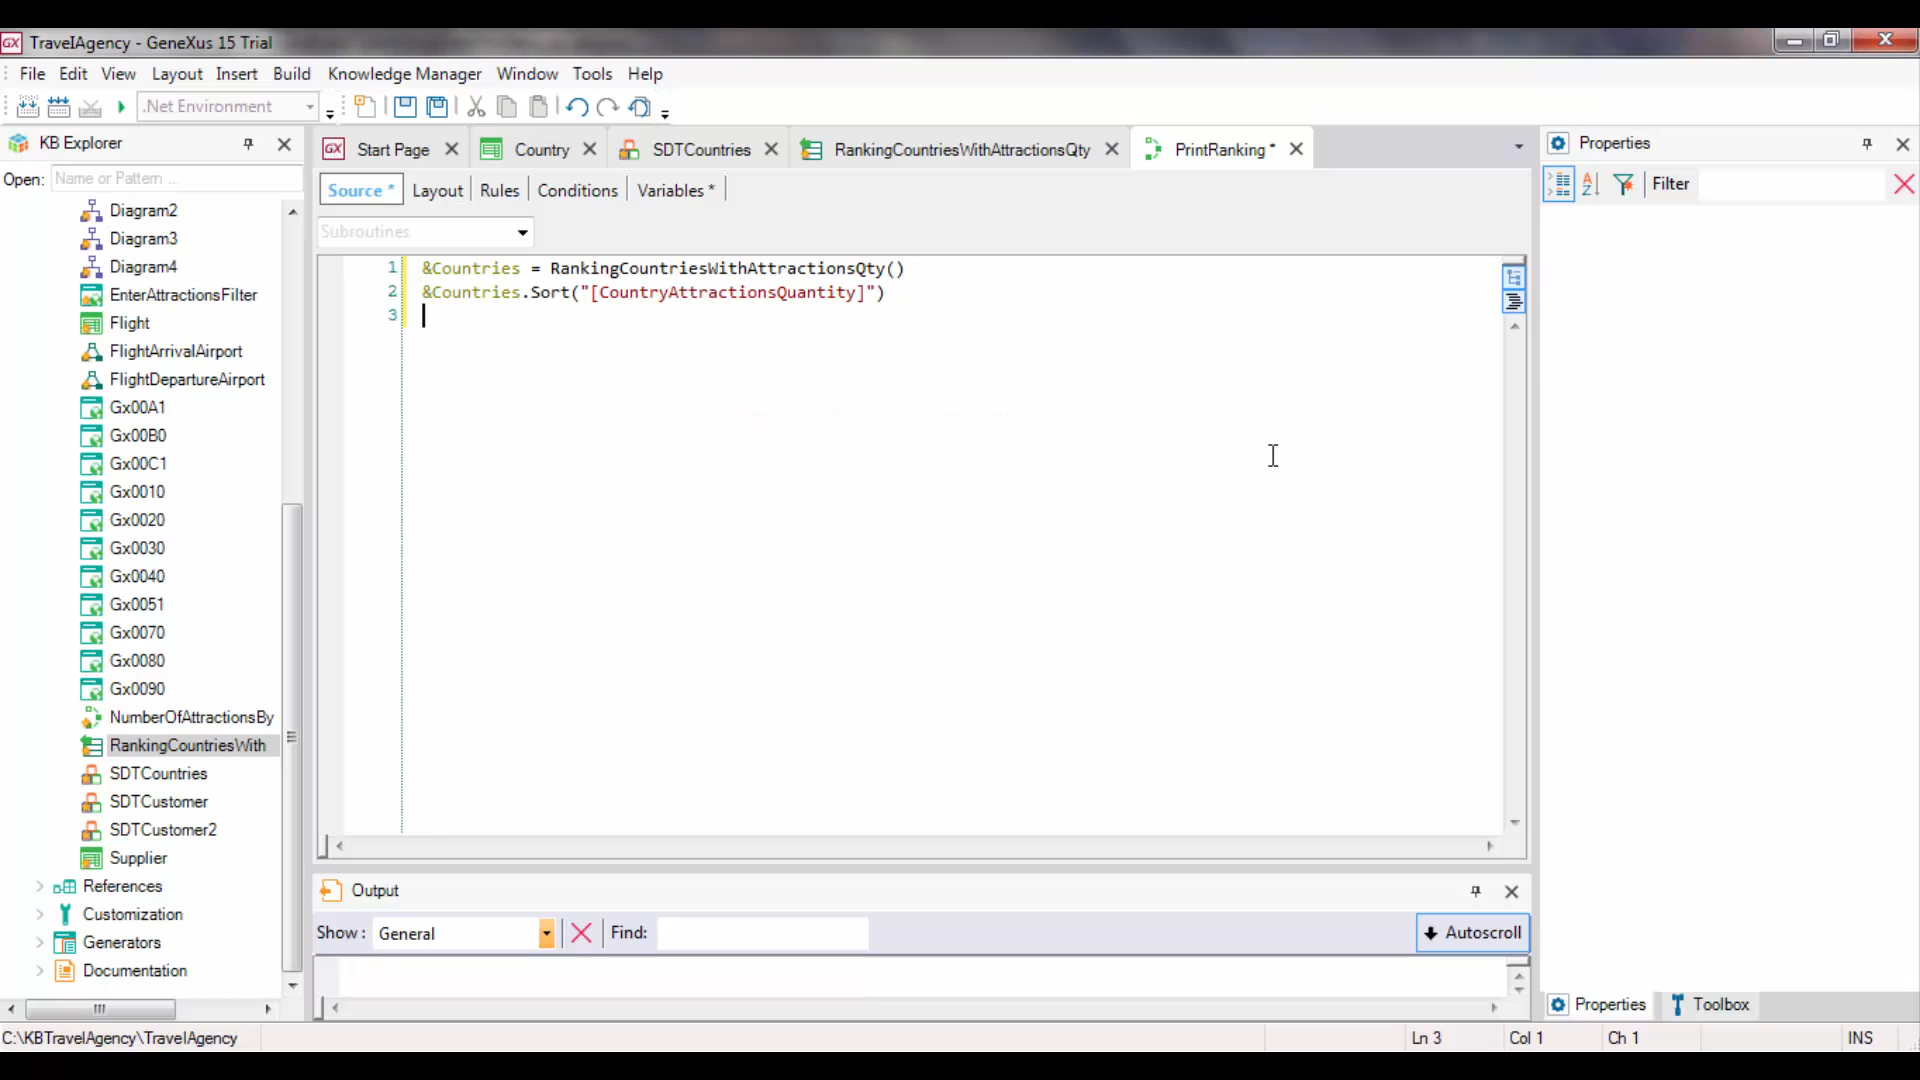 GX TravelAgency - GeneXus 15 Trial
File Edit View Layout Insert Build Knowledge Manager Window Tools Help
.Net Environment
KB Explorer
Open: Name or Pattern ...
Diagram2
Diagram3
Diagram4
EnterAttractionsFilter
Flight
FlightArrivalAirport
FlightDepartureAirport
Gx00A1
Gx00B0
Gx00C1
Gx0010
Gx0020
Gx0030
Gx0040
Gx0051
Gx0070
Gx0080
Gx0090
NumberOfAttractionsBy
RankingCountriesWith
SDTCountries
SDTCustomer
SDTCustomer2
Supplier
References
Customization
Generators
Documentation
GX Start Page Country SDTCountries RankingCountriesWithAttractionsQty PrintRanking *
Source * Layout Rules Conditions Variables *
Subroutines
1 &Countries = RankingCountriesWithAttractionsQty()
2 &Countries.Sort("[CountryAttractionsQuantity]")
3
Output
Show: General Find: Autoscroll
Properties
Filter
Properties Toolbox
C:\KBTravelAgency\TravelAgency Ln 3 Col 1 Ch 1 INS